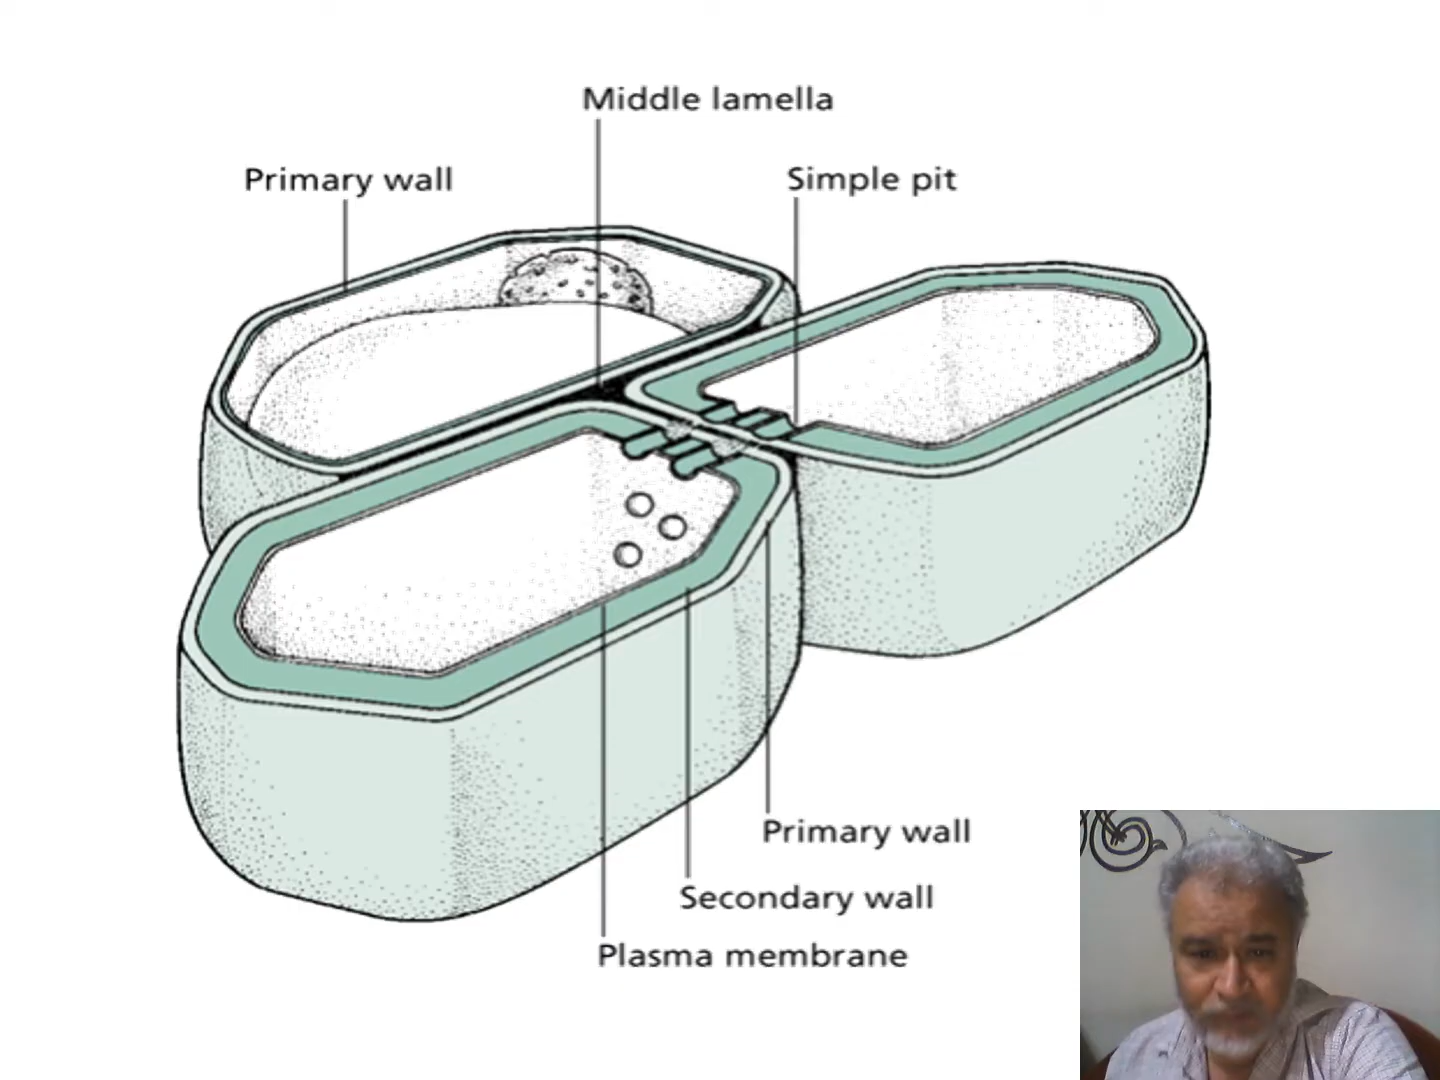 Middle lamella
Primary wall
Simple pit
Primary wall
Secondary wall
Plasma membrane